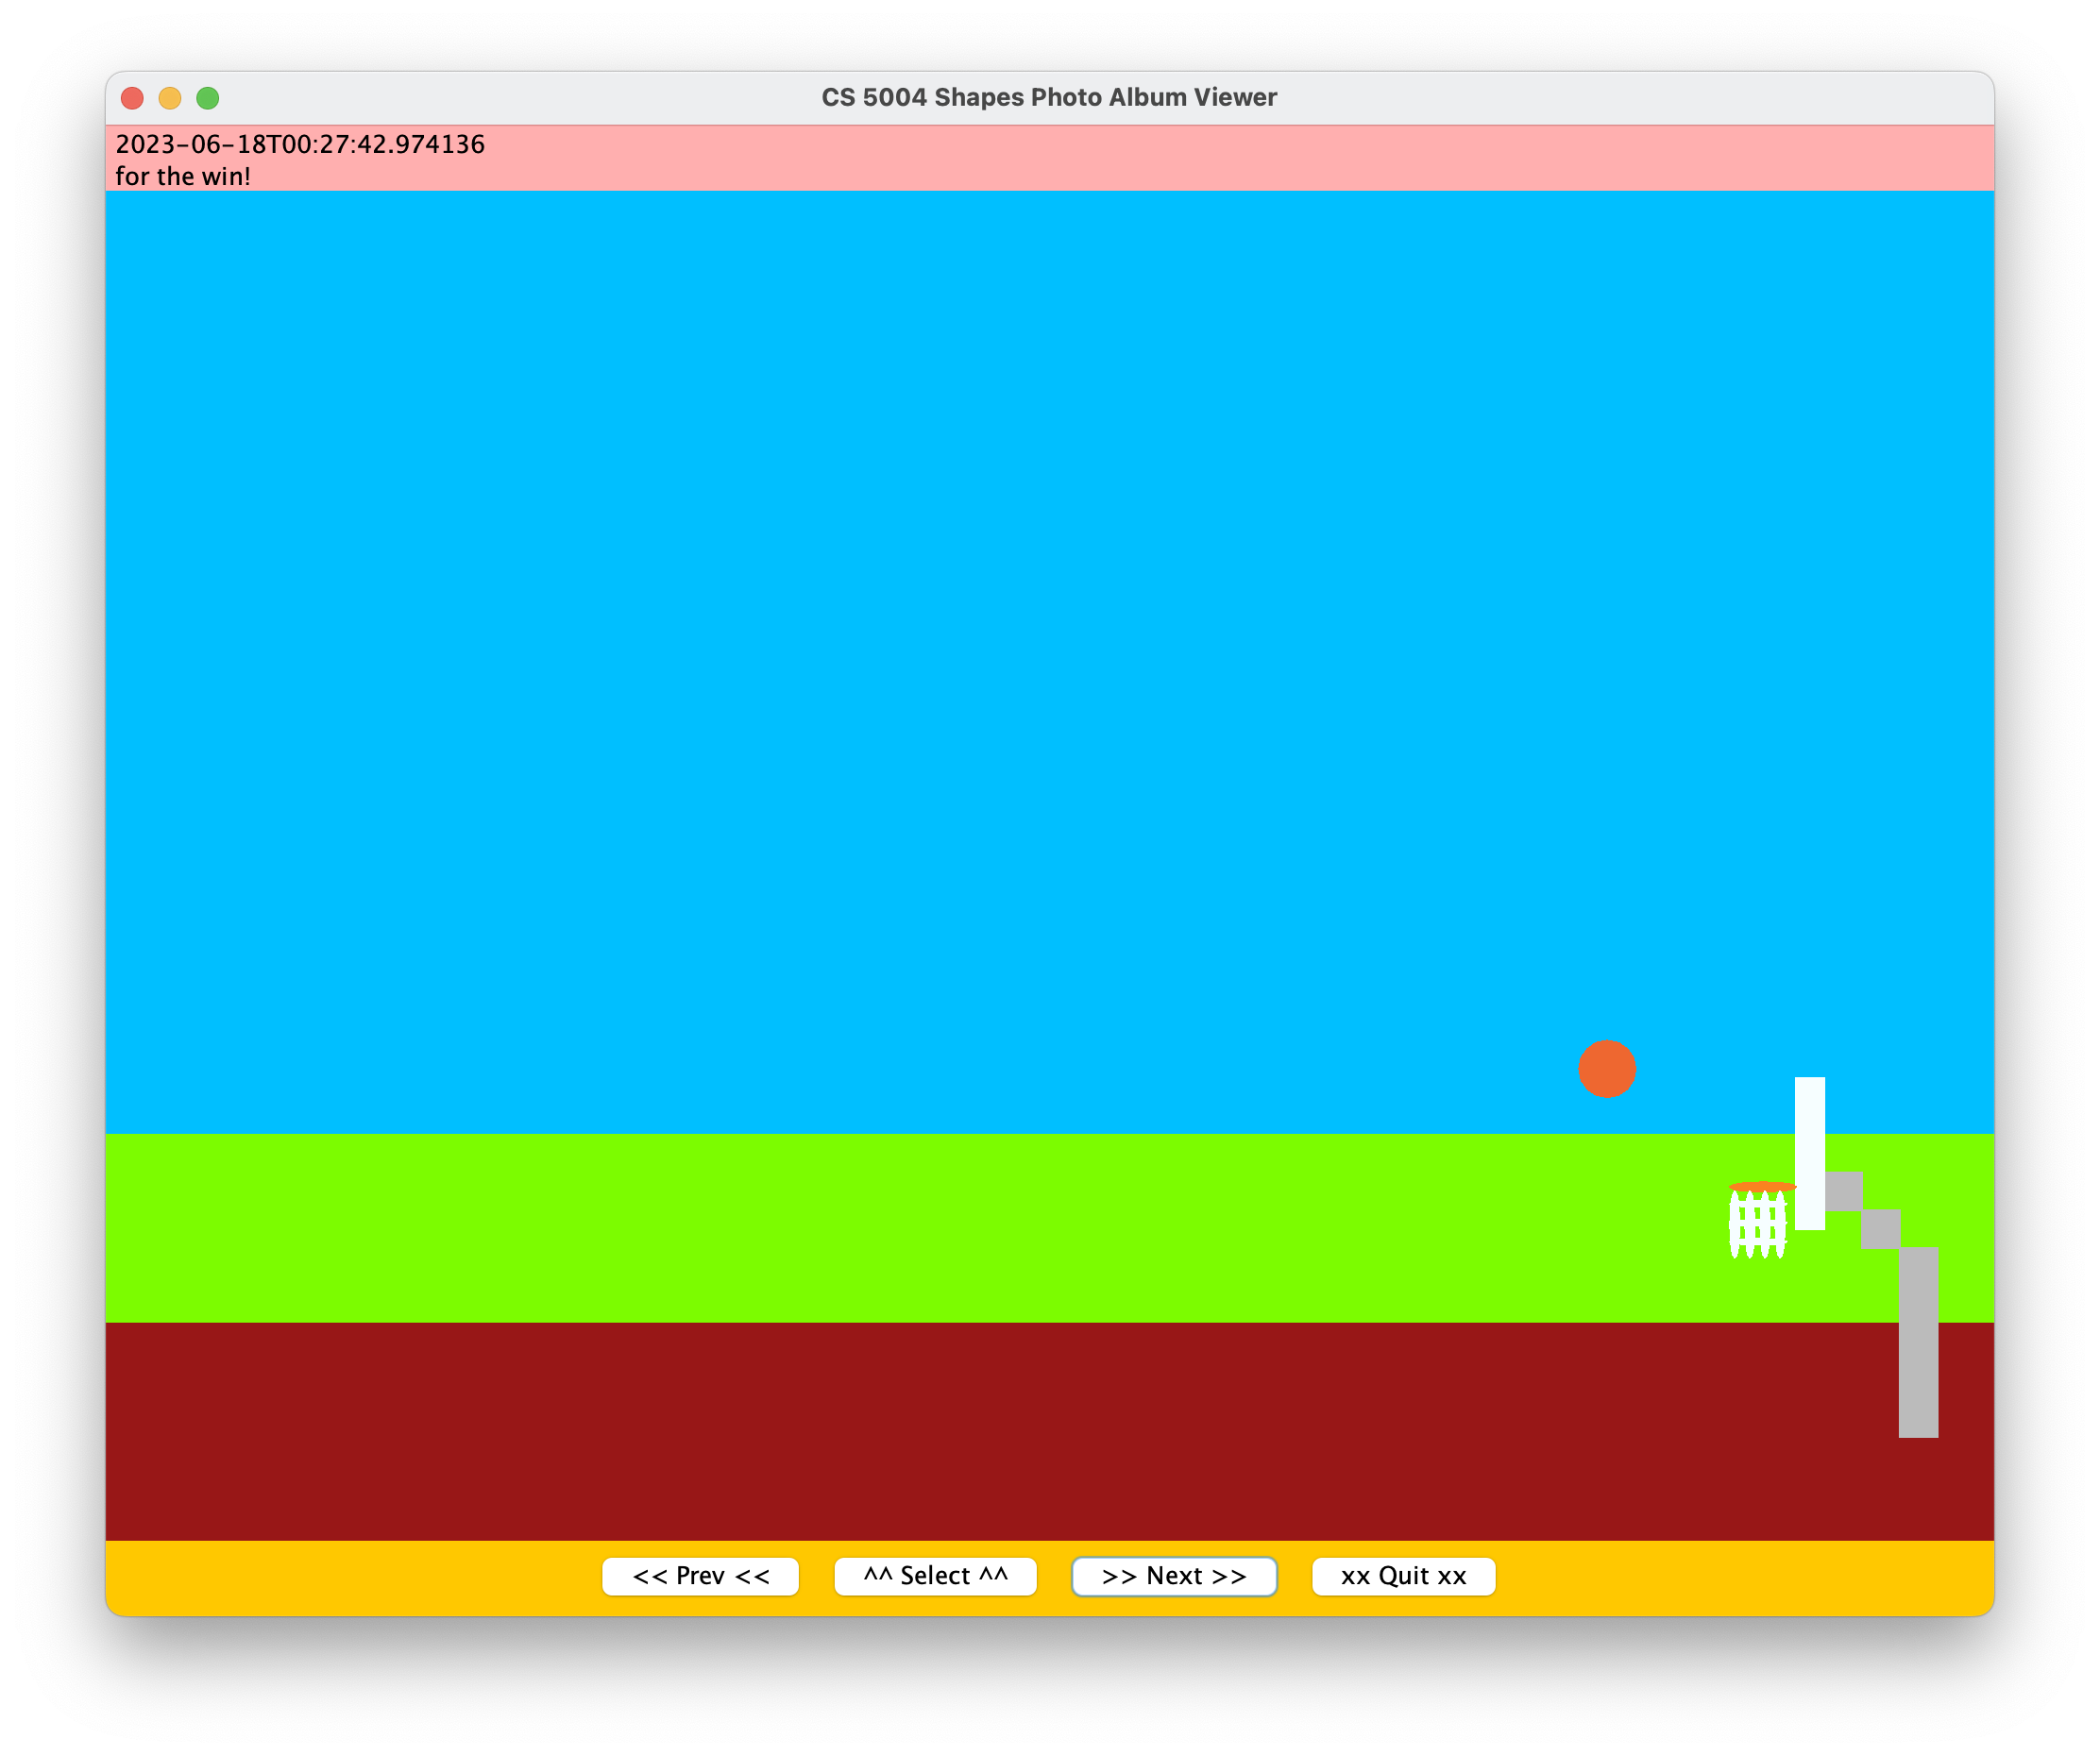 CS 5004 Shapes Photo Album Viewer
2023-06-18T00:27:42.974136
for the win!
<< Prev <<
^^ Select ^^
>> Next >>
xx Quit xx